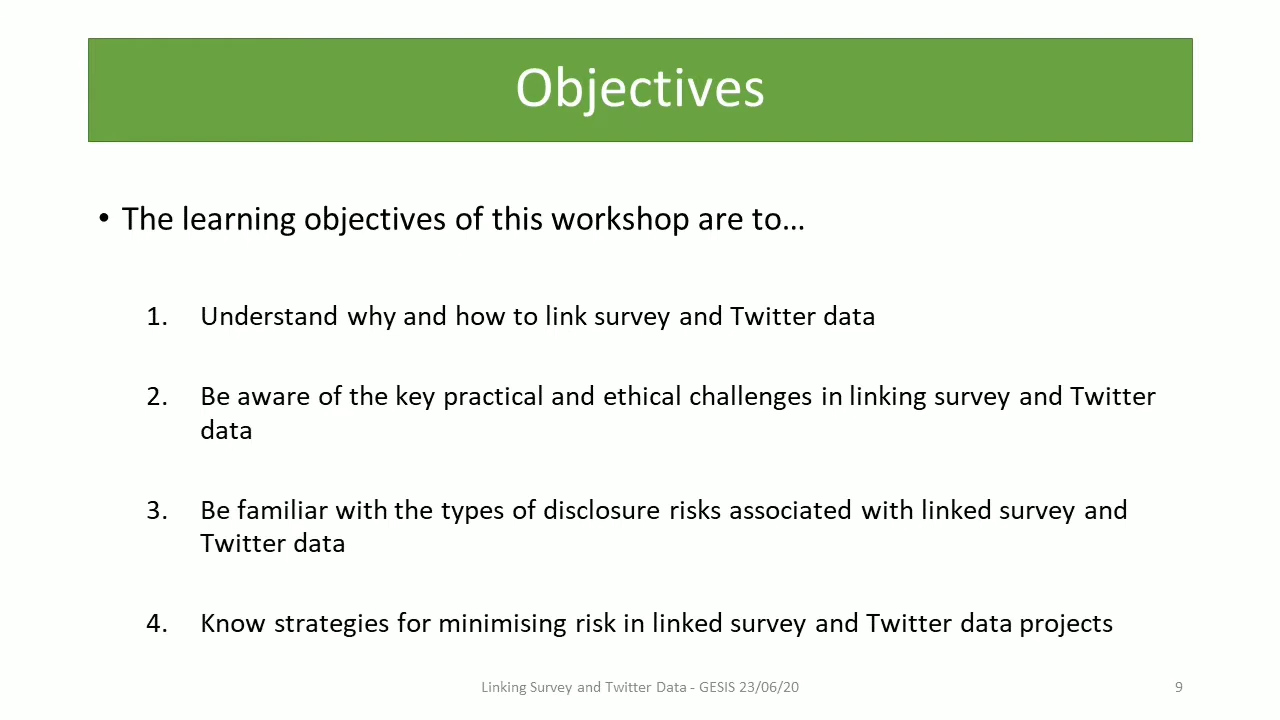 Objectives
• The learning objectives of this workshop are to...
1. Understand why and how to link survey and Twitter data
2. Be aware of the key practical and ethical challenges in linking survey and Twitter
data
3. Be familiar with the types of disclosure risks associated with linked survey and
Twitter data
4. Know strategies for minimising risk in linked survey and Twitter data projects
Linking Survey and Twitter Data - GESIS 23/06/20
9